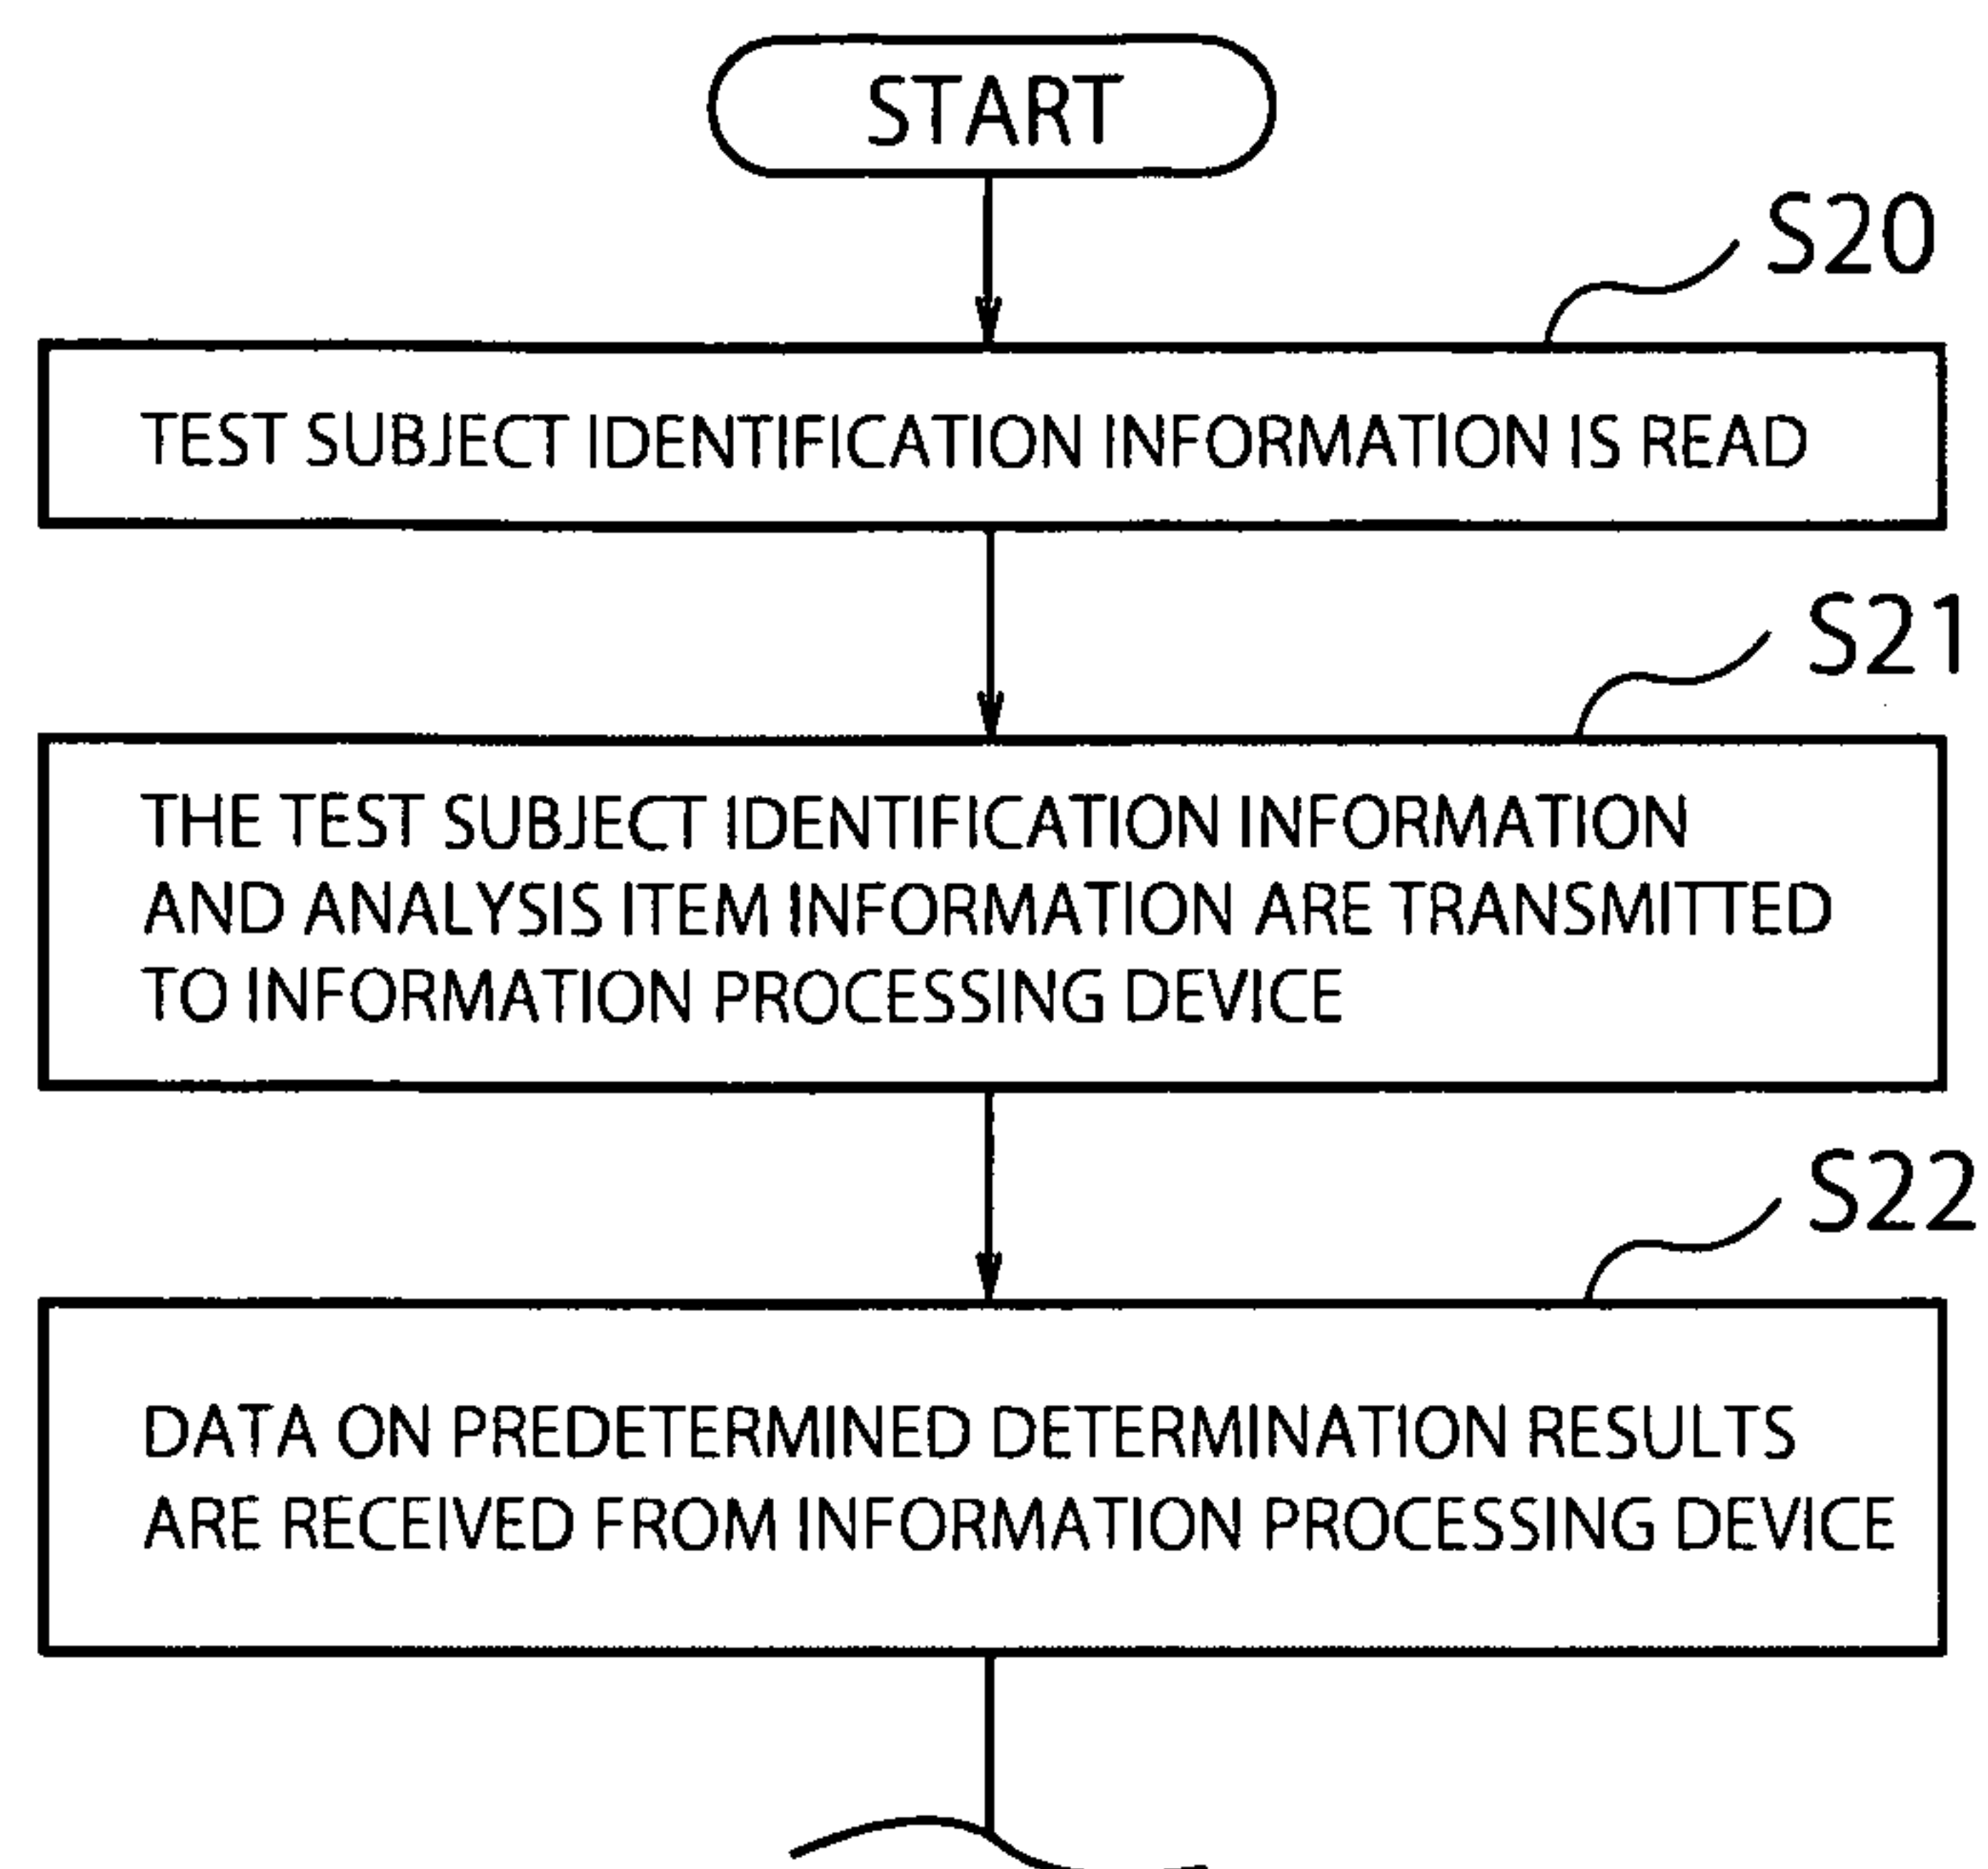 START
S20
TEST SUBJECT IDENTIFICATION INFORMATION IS READ
S21
THE TEST SUBJECT IDENTIFICATION INFORMATION
AND ANALYSIS ITEM INFORMATION ARE TRANSMITTED
TO INFORMATION PROCESSING DEVICE
S22
DATA ON PREDETERMINED DETERMINATION RESULTS
ARE RECEIVED FROM INFORMATION PROCESSING DEVICE